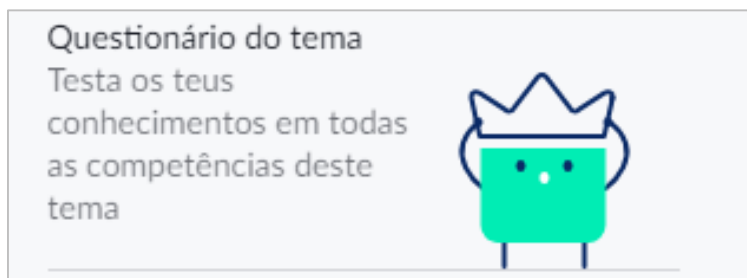 Questionário do tema
Testa os teus
conhecimentos em todas
as competências deste
tema